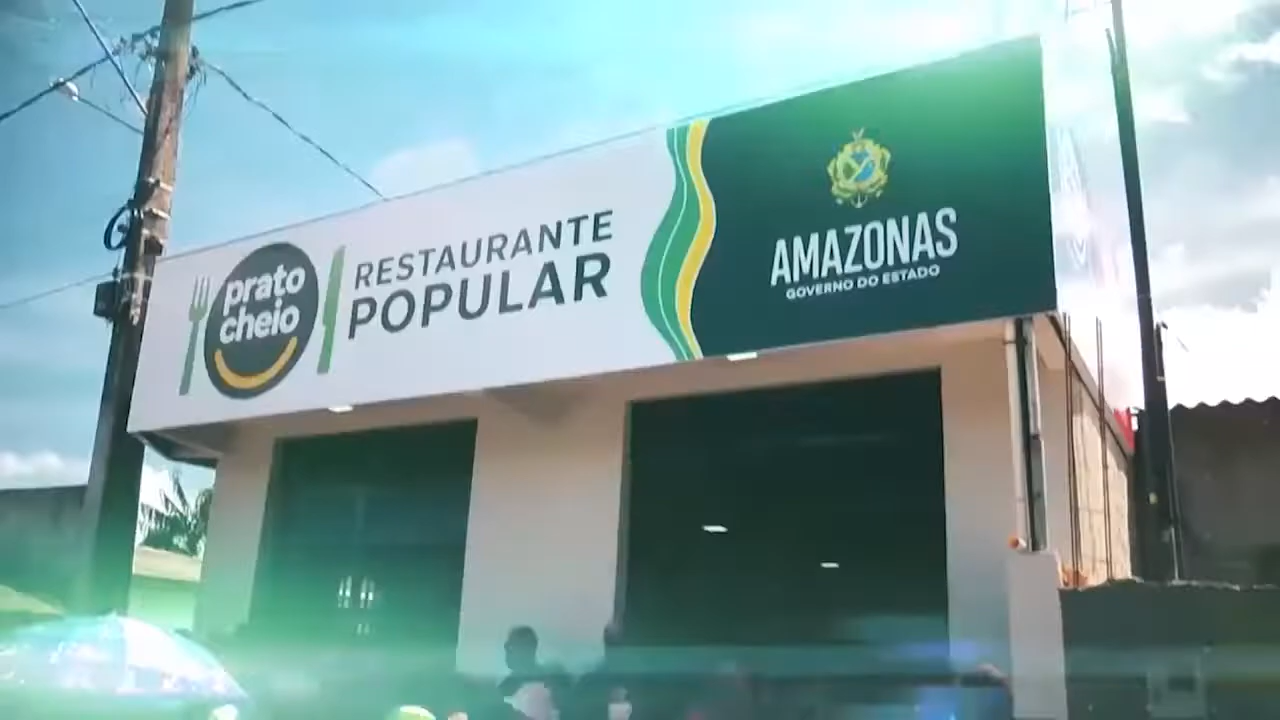 prato
cheio
RESTAURANTE
POPULAR
AMAZONAS
GOVERNO DO ESTADO